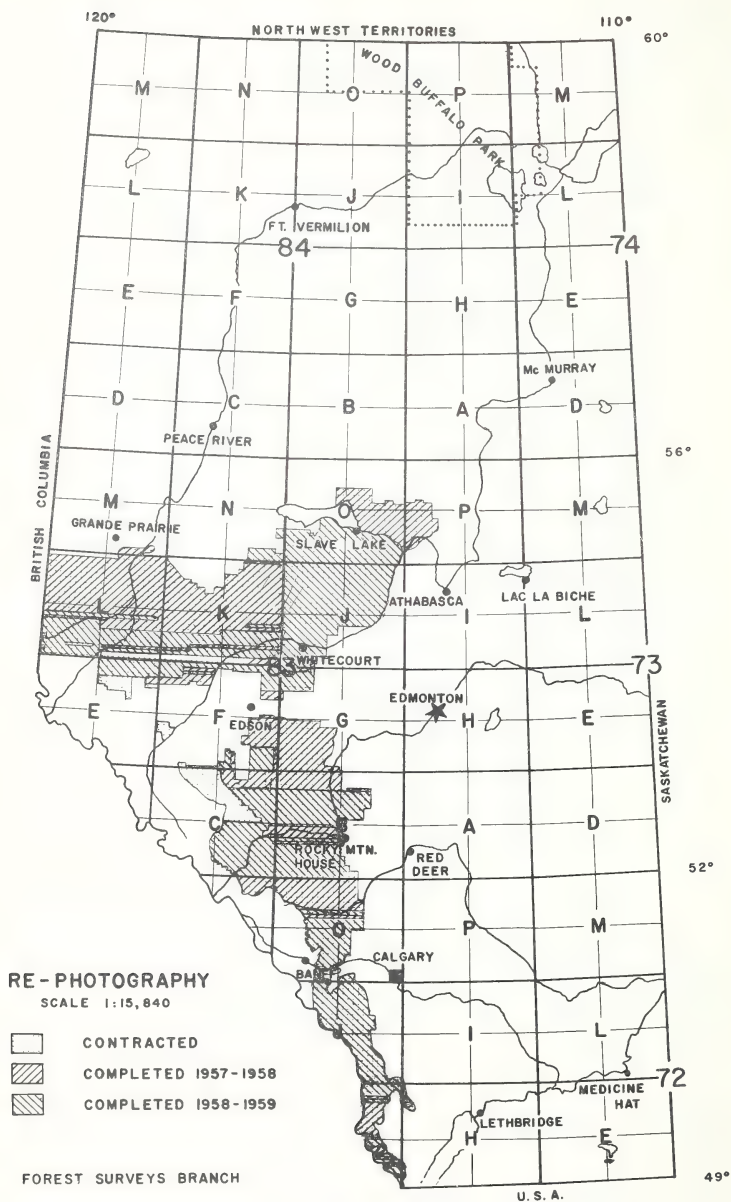 120°
110°
NORTH WEST TERRITORIES
60°
WOOD BUFFALO PARK
M N O P M
L K J I L
FT. VERMILION
84
74
E F G H E
Mc MURRAY
D C B A D
PEACE RIVER
56°
BRITISH COLUMBIA
M N O P M
GRANDE PRAIRIE
SLAVE LAKE
ATHABASCA
LAC LA BICHE
L K J I L
WHITECOURT
83
73
EDMONTON
E F G H E
EDSON
SASKATCHEWAN
C B A D
ROCKY MTN.
HOUSE
RED
DEER
52°
O P M
CALGARY
BANFF
RE-PHOTOGRAPHY
SCALE 1:15,840
J I L
CONTRACTED
COMPLETED 1957-1958
COMPLETED 1958-1959
72
MEDICINE
HAT
LETHBRIDGE
H E
FOREST SURVEYS BRANCH
49°
U.S.A.